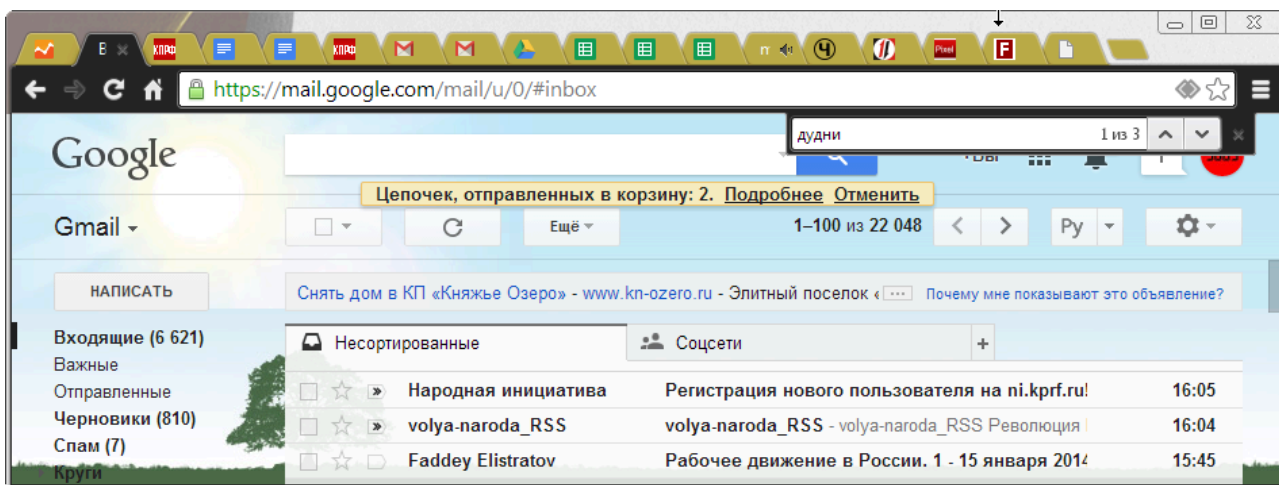 В
КПРФ
КПРФ
Pixel
F
https://mail.google.com/mail/u/0/#inbox
дудни 1 из 3
Google
Цепочек, отправленных в корзину: 2. Подробнее Отменить
Gmail
Ещё
1–100 из 22 048
Ру
НАПИСАТЬ
Снять дом в КП «Княжье Озеро» - www.kn-ozero.ru - Элитный поселок «
Почему мне показывают это объявление?
Входящие (6 621)
Важные
Отправленные
Черновики (810)
Спам (7)
Круги
Несортированные
Соцсети
Народная инициатива Регистрация нового пользователя на ni.kprf.ru! 16:05
volya-naroda_RSS volya-naroda_RSS - volya-naroda_RSS Революция 16:04
Faddey Elistratov Рабочее движение в России. 1 - 15 января 2014 15:45